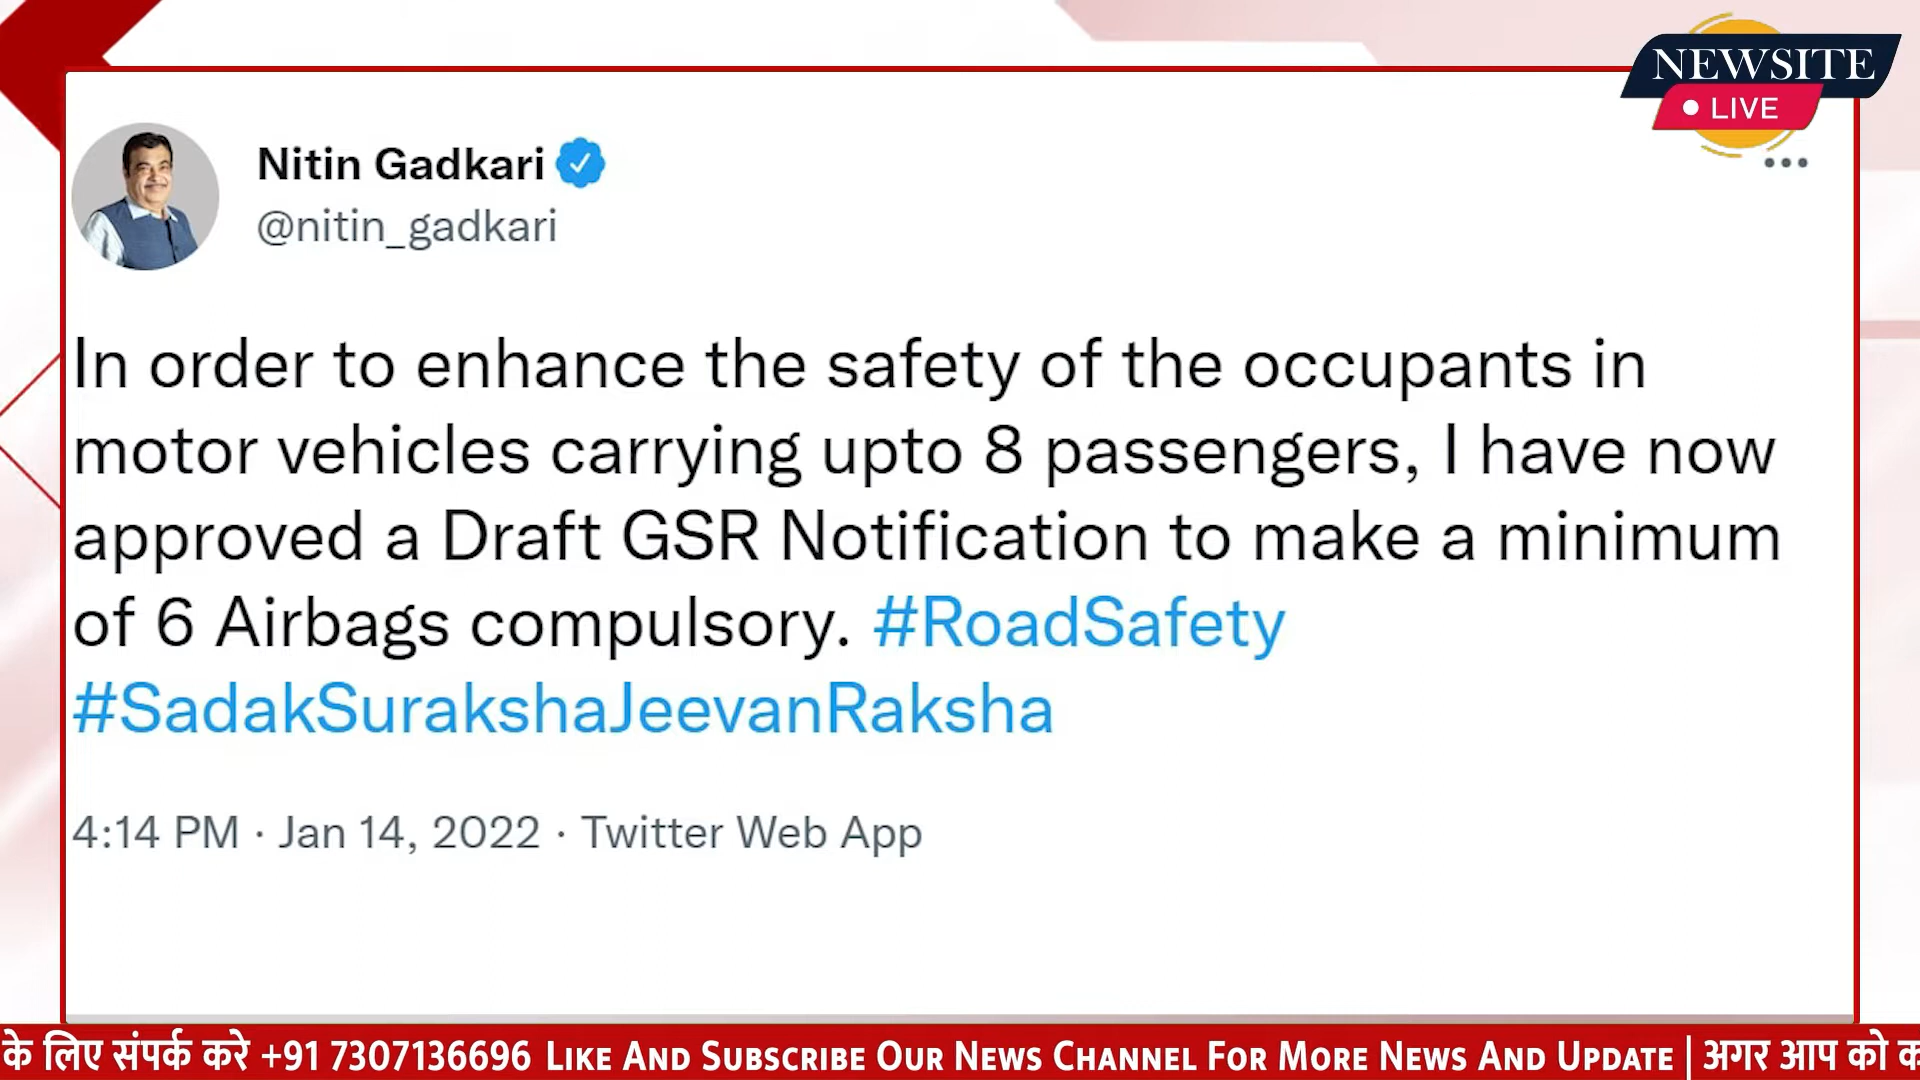 NEWSITE
LIVE
Nitin Gadkari
@nitin_gadkari
In order to enhance the safety of the occupants in
motor vehicles carrying upto 8 passengers, I have now
approved a Draft GSR Notification to make a minimum
of 6 Airbags compulsory. #RoadSafety
#SadakSurakshaJeevanRaksha
4:14 PM · Jan 14, 2022 · Twitter Web App
के लिए संपर्क करे +91 7307136696 LIKE AND SUBSCRIBE OUR NEWS CHANNEL FOR MORE NEWS AND UPDATE | अगर आप को